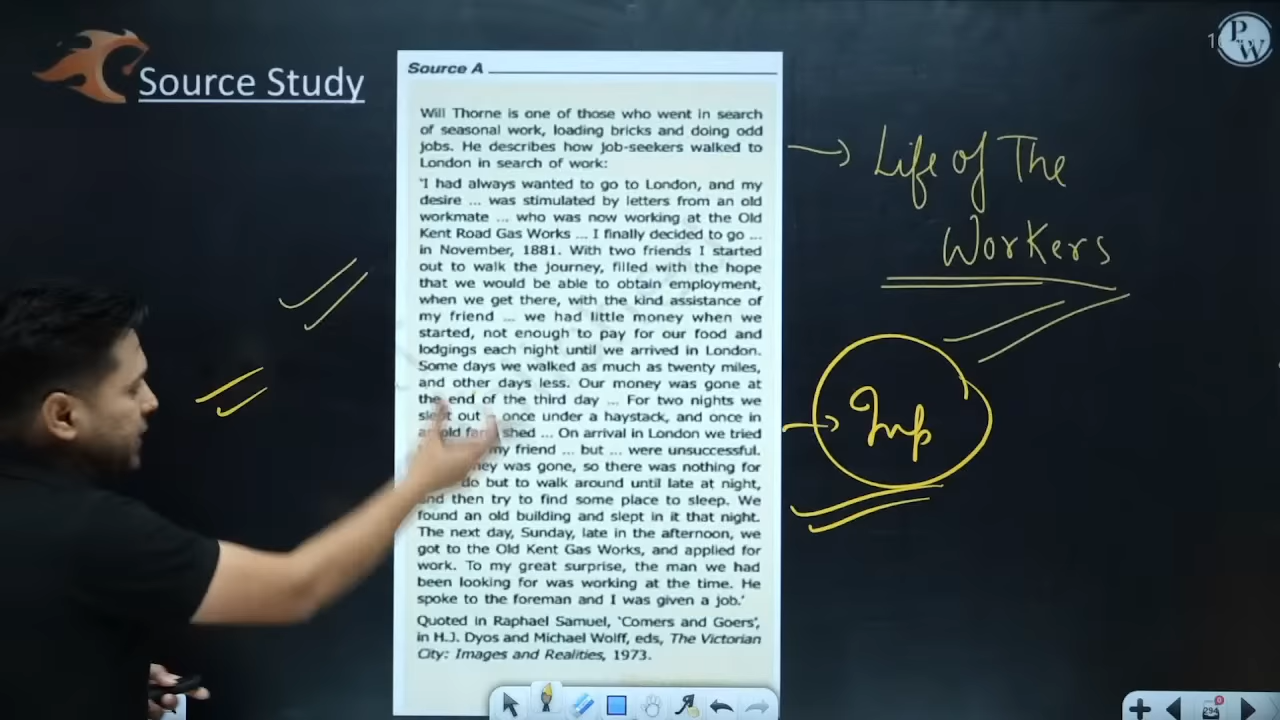 Source Study
Source A
Will Thorne is one of those who went in search
of seasonal work, loading bricks and doing odd
jobs. He describes how job-seekers walked to
London in search of work:
'I had always wanted to go to London, and my
desire ... was stimulated by letters from an old
workmate ... who was now working at the Old
Kent Road Gas Works ... I finally decided to go ...
in November, 1881. With two friends I started
out to walk the journey, filled with the hope
that we would be able to obtain employment,
when we get there, with the kind assistance of
my friend ... we had little money when we
started, not enough to pay for our food and
lodgings each night until we arrived in London.
Some days we walked as much as twenty miles,
and other days less. Our money was gone at
the end of the third day ... For two nights we
out once under a haystack, and once in
old shed ... On arrival in London we tried
my friend ... but ... were unsuccessful.
was gone, so there was nothing for
do but to walk around until late at night,
and then try to find some place to sleep. We
found an old building and slept in it that night.
The next day, Sunday, late in the afternoon, we
got to the Old Kent Gas Works, and applied for
work. To my great surprise, the man we had
been looking for was working at the time. He
spoke to the foreman and I was given a job.'
Quoted in Raphael Samuel, 'Comers and Goers',
in H.J. Dyos and Michael Wolff, eds, The Victorian
City: Images and Realities, 1973.
Life of The
Workers
Imp
PW
294